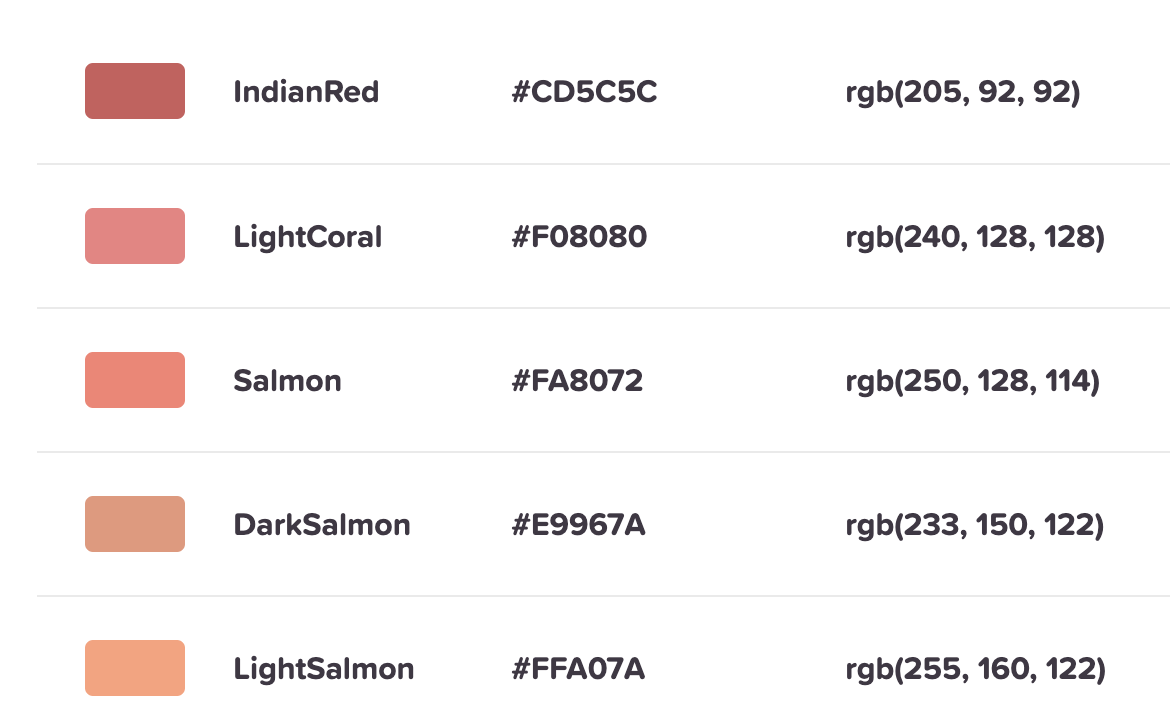 IndianRed #CD5C5C rgb(205, 92, 92)
LightCoral #F08080 rgb(240, 128, 128)
Salmon #FA8072 rgb(250, 128, 114)
DarkSalmon #E9967A rgb(233, 150, 122)
LightSalmon #FFA07A rgb(255, 160, 122)